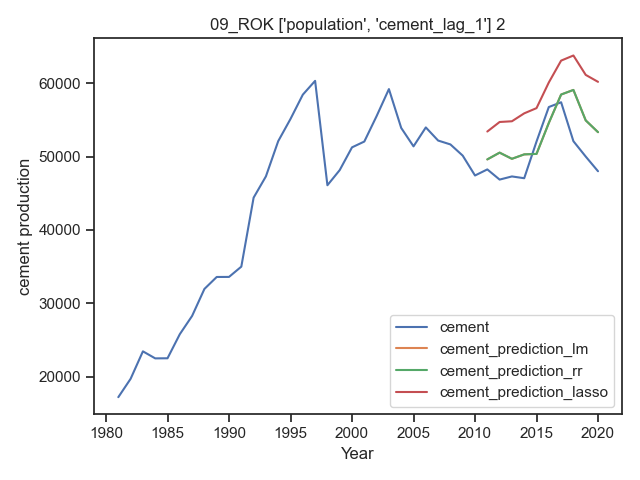 09_ROK ['population', 'cement_lag_1'] 2
cement production
60000
50000
40000
30000
20000
cement
cement_prediction_lm
cement_prediction_rr
cement_prediction_lasso
1980 1985 1990 1995 2000 2005 2010 2015 2020
Year